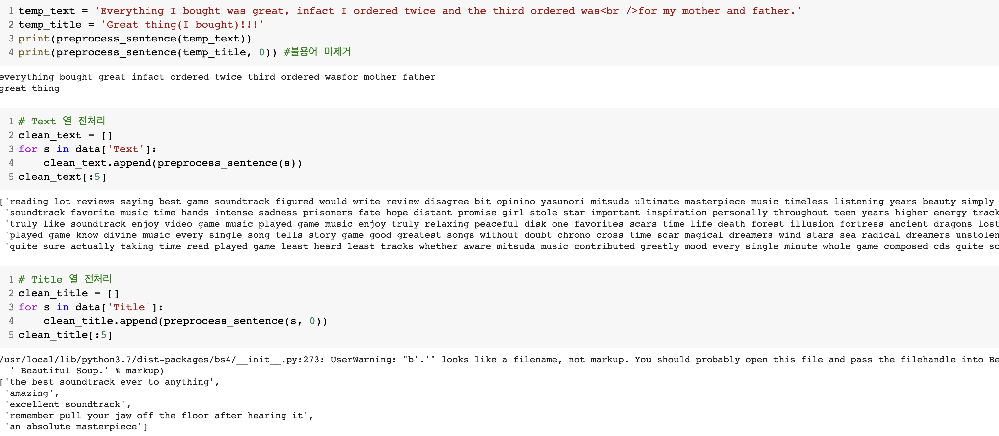 1 temp_text = 'Everything I bought was great, infact I ordered twice and the third ordered was<br />for my mother and father.'
2 temp_title = 'Great thing(I bought)!!!'
3 print(preprocess_sentence(temp_text))
4 print(preprocess_sentence(temp_title, 0)) #불용어 미제거
everything bought great infact ordered twice third ordered wasfor mother father
great thing
1 # Text 열 전처리
2 clean_text = []
3 for s in data['Text']:
4     clean_text.append(preprocess_sentence(s))
5 clean_text[:5]
['reading lot reviews saying best game soundtrack figured would write review disagree bit opinino yasunori mitsuda ultimate masterpiece music timeless listening years beauty simply
'soundtrack favorite music time hands intense sadness prisoners fate hope distant promise girl stole star important inspiration personally throughout teen years higher energy track
'truly like soundtrack enjoy video game music played game music enjoy truly relaxing peaceful disk one favorites scars time life death forest illusion fortress ancient dragons lost
'played game know divine music every single song tells story game good greatest songs without doubt chrono cross time scar magical dreamers wind stars sea radical dreamers unstolen
'quite sure actually taking time read played game least heard least tracks whether aware mitsuda music contributed greatly mood every single minute whole game composed cds quite so
1 # Title 열 전처리
2 clean_title = []
3 for s in data['Title']:
4     clean_title.append(preprocess_sentence(s, 0))
5 clean_title[:5]
/usr/local/lib/python3.7/dist-packages/bs4/__init__.py:273: UserWarning: "b'.'" looks like a filename, not markup. You should probably open this file and pass the filehandle into Be
' Beautiful Soup.' % markup)
['the best soundtrack ever to anything',
'amazing',
'excellent soundtrack',
'remember pull your jaw off the floor after hearing it',
'an absolute masterpiece']